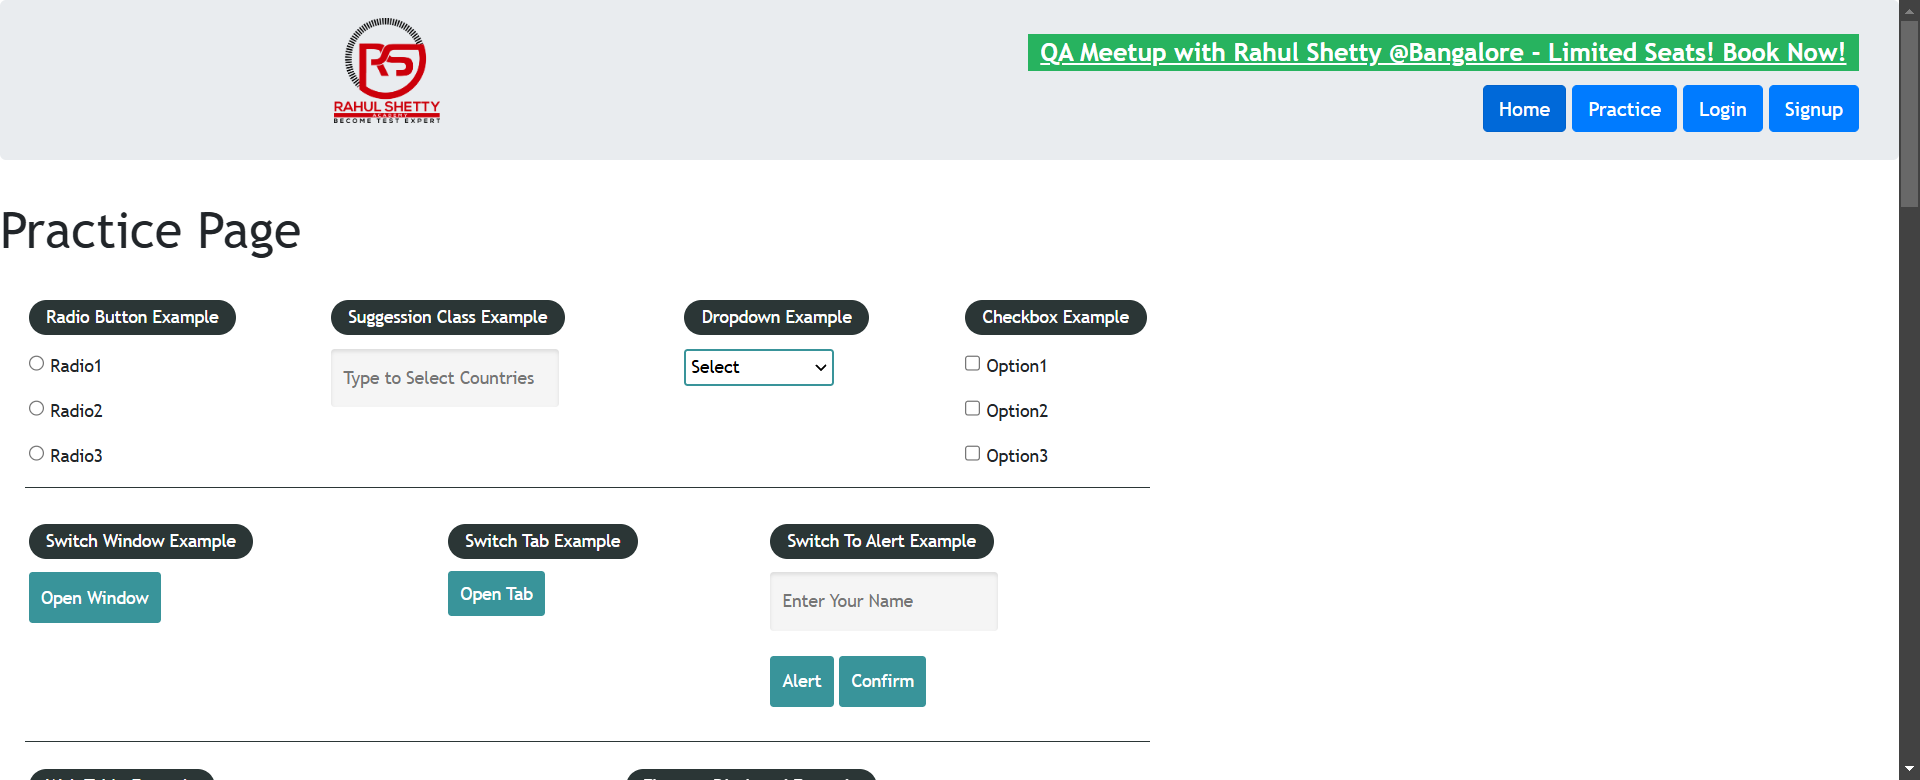 RAHUL SHETTY
ACADEMY
BECOME TEST EXPERT
QA Meetup with Rahul Shetty @Bangalore - Limited Seats! Book Now!
Home Practice Login Signup
Practice Page
Radio Button Example Suggession Class Example Dropdown Example Checkbox Example
Radio1 Type to Select Countries Select Option1
Radio2 Option2
Radio3 Option3
Switch Window Example Switch Tab Example Switch To Alert Example
Open Window Open Tab Enter Your Name
Alert Confirm